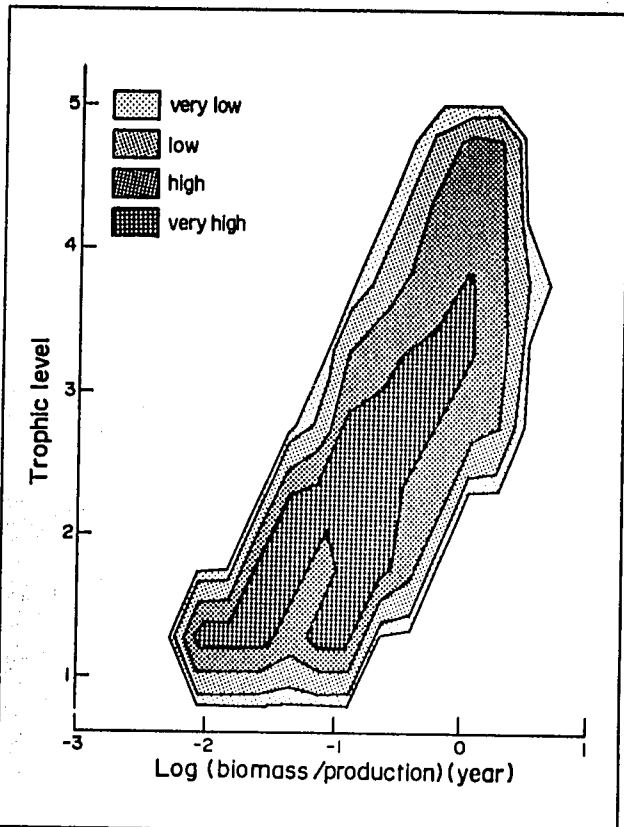 5
very low
low
high
very high
4
3
2
1
Trophic level
-3
-2
-1
0
1
Log (biomass/production) (year)